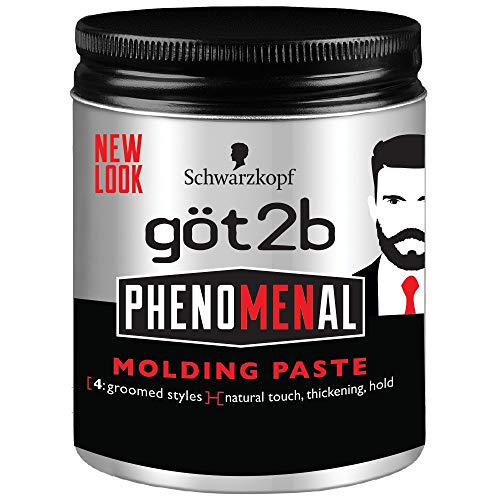 NEW
LOOK
Schwarzkopf
göt2b
PHENOMENAL
MOLDING PASTE
[4: groomed styles]-[natural touch, thickening, hold